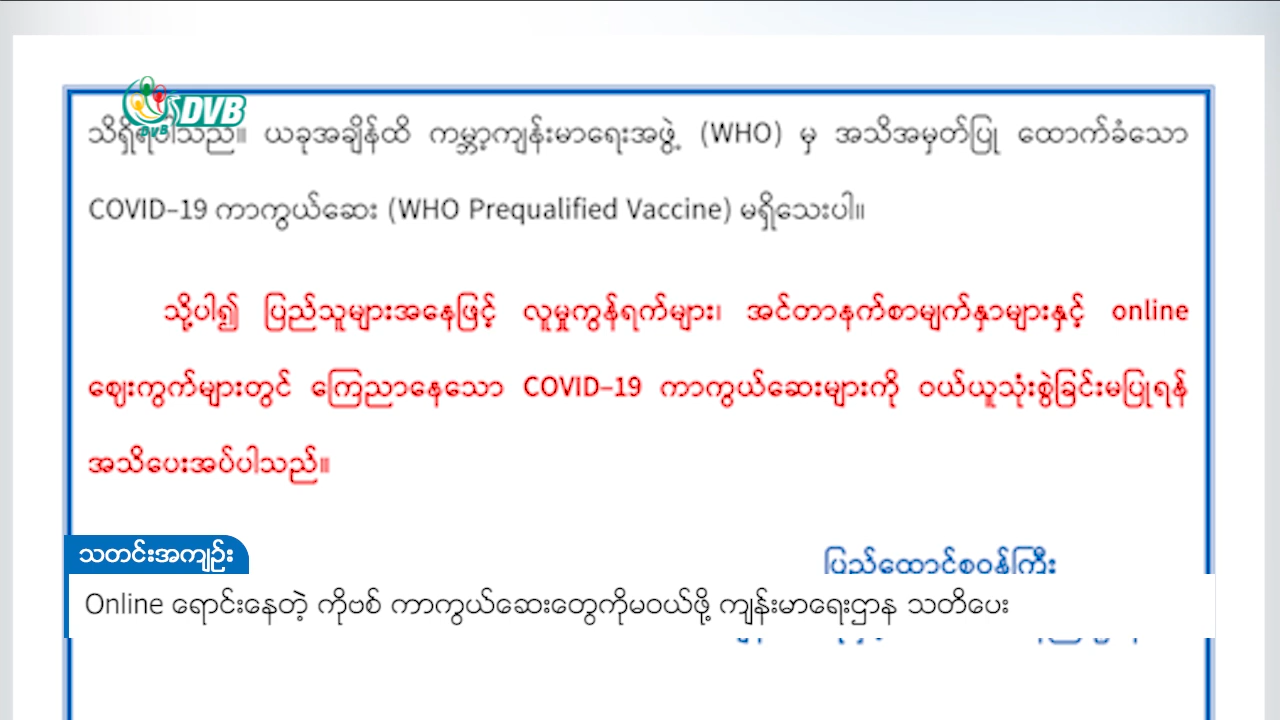 DVB
DVB
သိရှိရပါသည်။ ယခုအချိန်ထိ ကမ္ဘာ့ကျန်းမာရေးအဖွဲ့ (WHO) မှ အသိအမှတ်ပြု ထောက်ခံသော
COVID-19 ကာကွယ်ဆေး (WHO Prequalified Vaccine) မရှိသေးပါ။
သို့ပါ၍ ပြည်သူများအနေဖြင့် လူမှုကွန်ရက်များ၊ အင်တာနက်စာမျက်နှာများနှင့် online
ဈေးကွက်များတွင် ကြေညာနေသော COVID-19 ကာကွယ်ဆေးများကို ဝယ်ယူသုံးစွဲခြင်းမပြုရန်
အသိပေးအပ်ပါသည်။
ပြည်ထောင်စုဝန်ကြီး
သတင်းအကျဉ်း
Online ရောင်းနေတဲ့ ကိုဗစ် ကာကွယ်ဆေးတွေကိုမဝယ်ဖို့ ကျန်းမာရေးဌာန သတိပေး